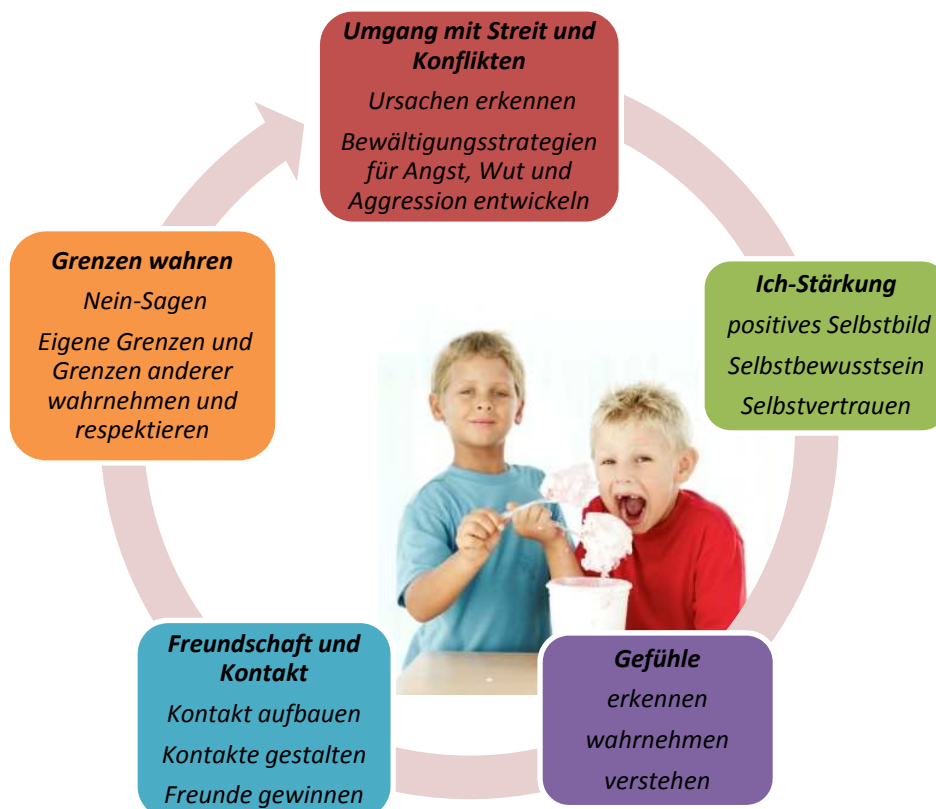 Umgang mit Streit und
Konflikten
Ursachen erkennen
Bewältigungsstrategien
für Angst, Wut und
Aggression entwickeln
Ich-Stärkung
positives Selbstbild
Selbstbewusstsein
Selbstvertrauen
Gefühle
erkennen
wahrnehmen
verstehen
Freundschaft und
Kontakt
Kontakt aufbauen
Kontakte gestalten
Freunde gewinnen
Grenzen wahren
Nein-Sagen
Eigene Grenzen und
Grenzen anderer
wahrnehmen und
respektieren